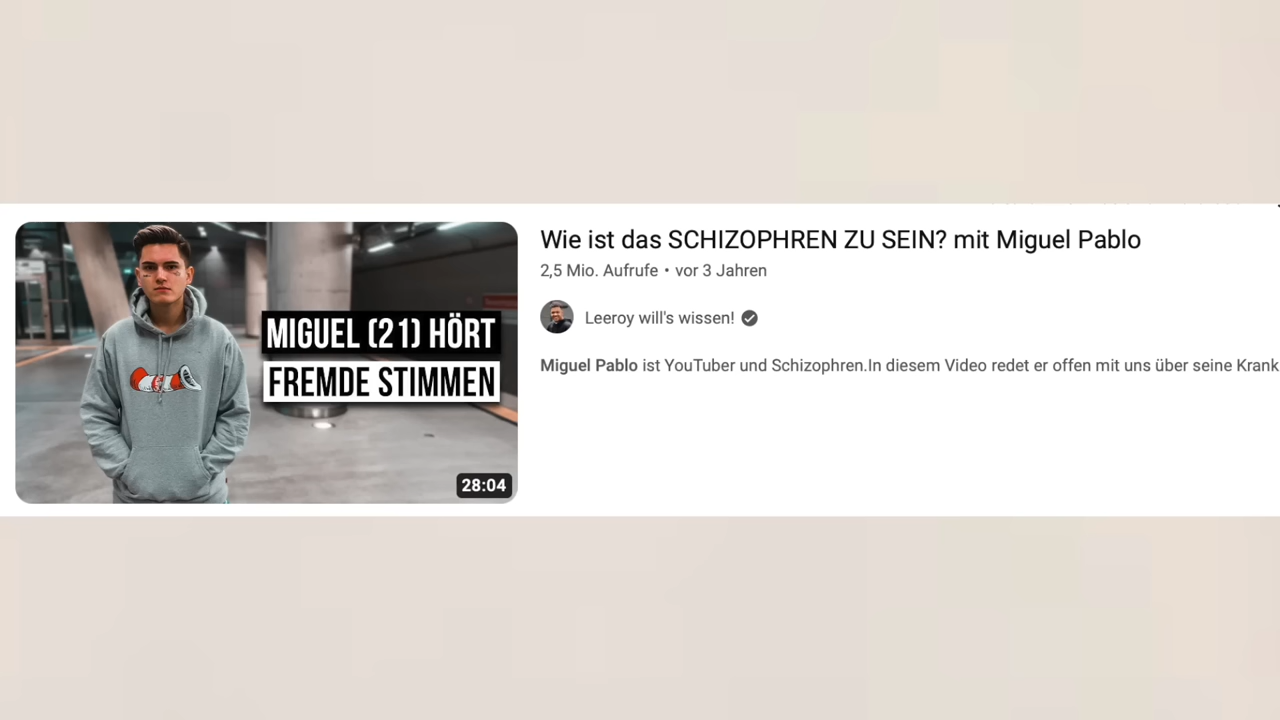 Wie ist das SCHIZOPHREN ZU SEIN? mit Miguel Pablo
2,5 Mio. Aufrufe • vor 3 Jahren
Leeroy will's wissen!
Miguel Pablo ist YouTuber und Schizophren.In diesem Video redet er offen mit uns über seine Krank
MIGUEL (21) HÖRT
FREMDE STIMMEN
28:04